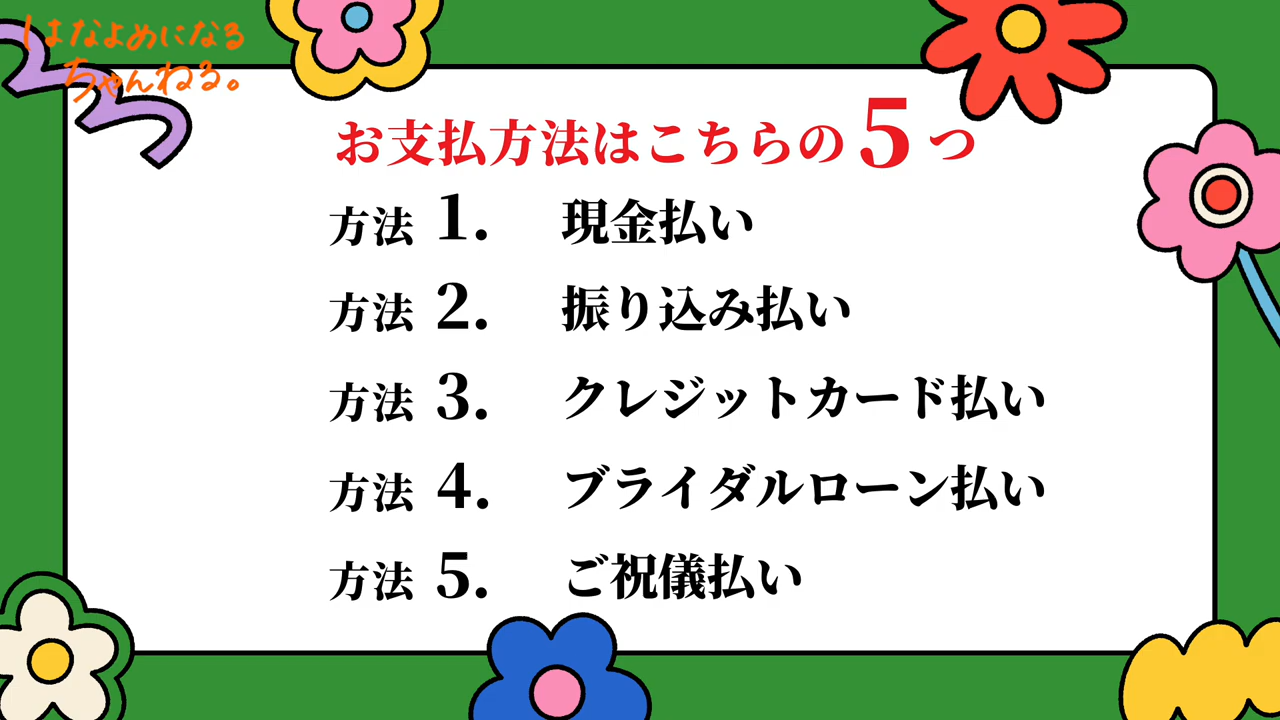 はなよめになる
ちゃんねる。
お支払方法はこちらの5つ
方法 1. 現金払い
方法 2. 振り込み払い
方法 3. クレジットカード払い
方法 4. ブライダルローン払い
方法 5. ご祝儀払い